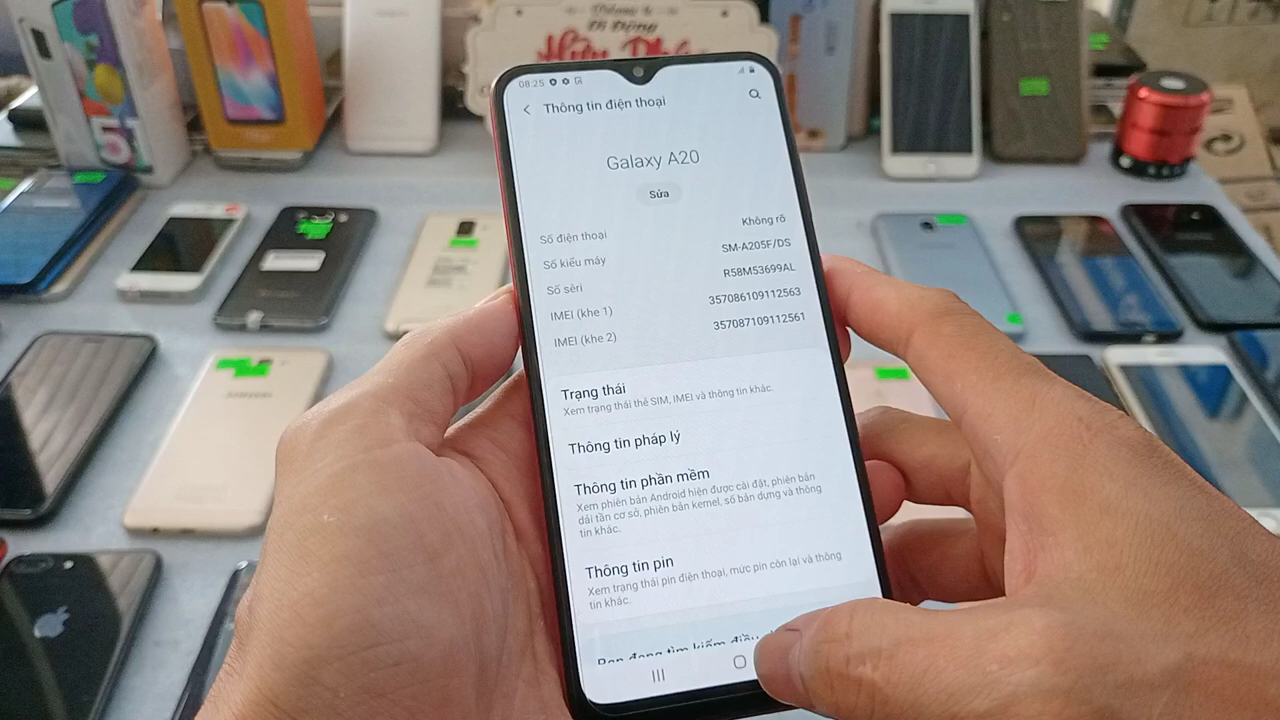 Di Động
08:25
Thông tin điện thoại
Galaxy A20
Sửa
Số điện thoại Không rõ
Số kiểu máy SM-A205F/DS
Số sêri R58M53699AL
IMEI (khe 1) 357086109112563
IMEI (khe 2) 357087109112561
Trạng thái
Xem trạng thái thẻ SIM, IMEI và thông tin khác.
Thông tin pháp lý
Thông tin phần mềm
Xem phiên bản Android hiện được cài đặt, phiên bản
dải tần cơ sở, phiên bản kernel, số bản dựng và thông
tin khác.
Thông tin pin
Xem trạng thái pin điện thoại, mức pin còn lại và thông
tin khác.